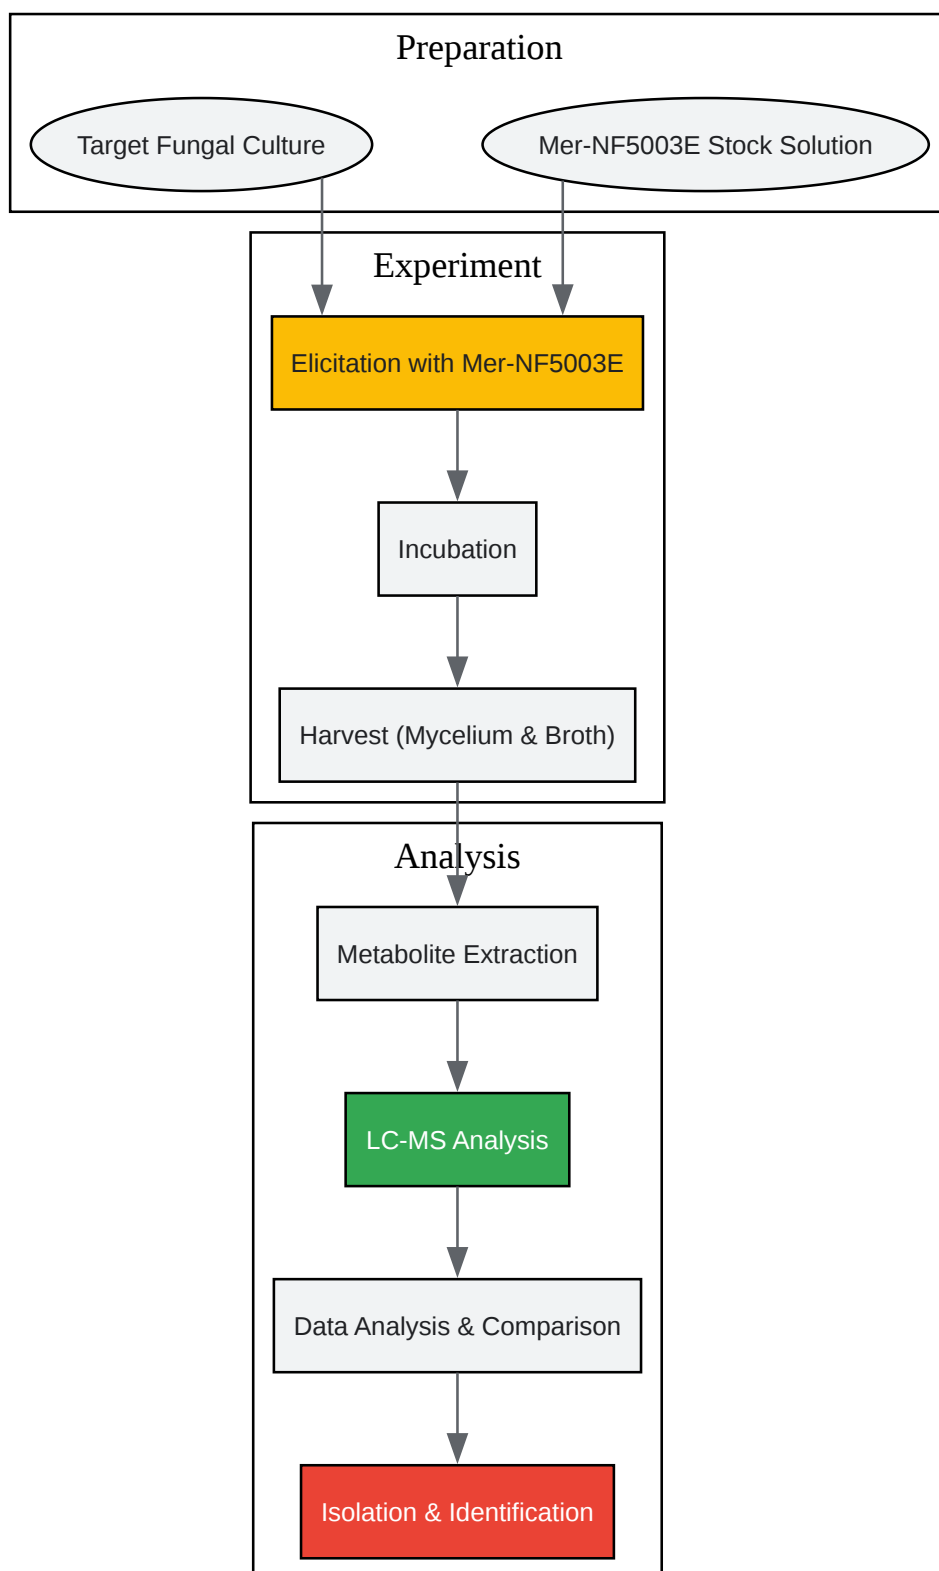 Preparation
Target Fungal Culture
Mer-NF5003E Stock Solution
Experiment
Elicitation with Mer-NF5003E
Incubation
Harvest (Mycelium & Broth)
Analysis
Metabolite Extraction
LC-MS Analysis
Data Analysis & Comparison
Isolation & Identification